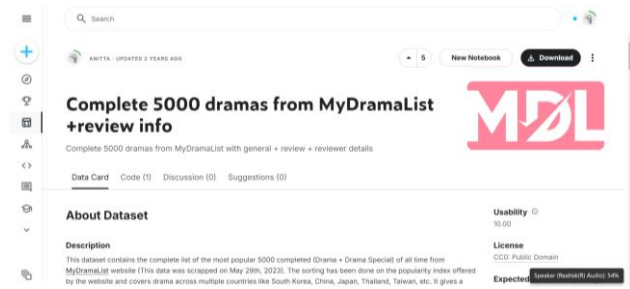 Search
ANITTA · UPDATED 2 YEARS AGO
5
New Notebook
Download
Complete 5000 dramas from MyDramaList
+review info
Complete 5000 dramas from MyDramaList with general + review + reviewer details
MDL
Data Card
Code (1)
Discussion (0)
Suggestions (0)
About Dataset
Usability
10.00
Description
License
This dataset contains the complete list of the most popular 5000 completed (Drama + Drama Special) of all time from
CC0: Public Domain
MyDramaList website (This data was scrapped on May 29th, 2023). The sorting has been done on the popularity index offered
Expected
Speaker (Realtek(R) Audio): 54%
by the website and covers drama across multiple countries like South Korea, China, Japan, Thailand, Taiwan, etc. It gives a